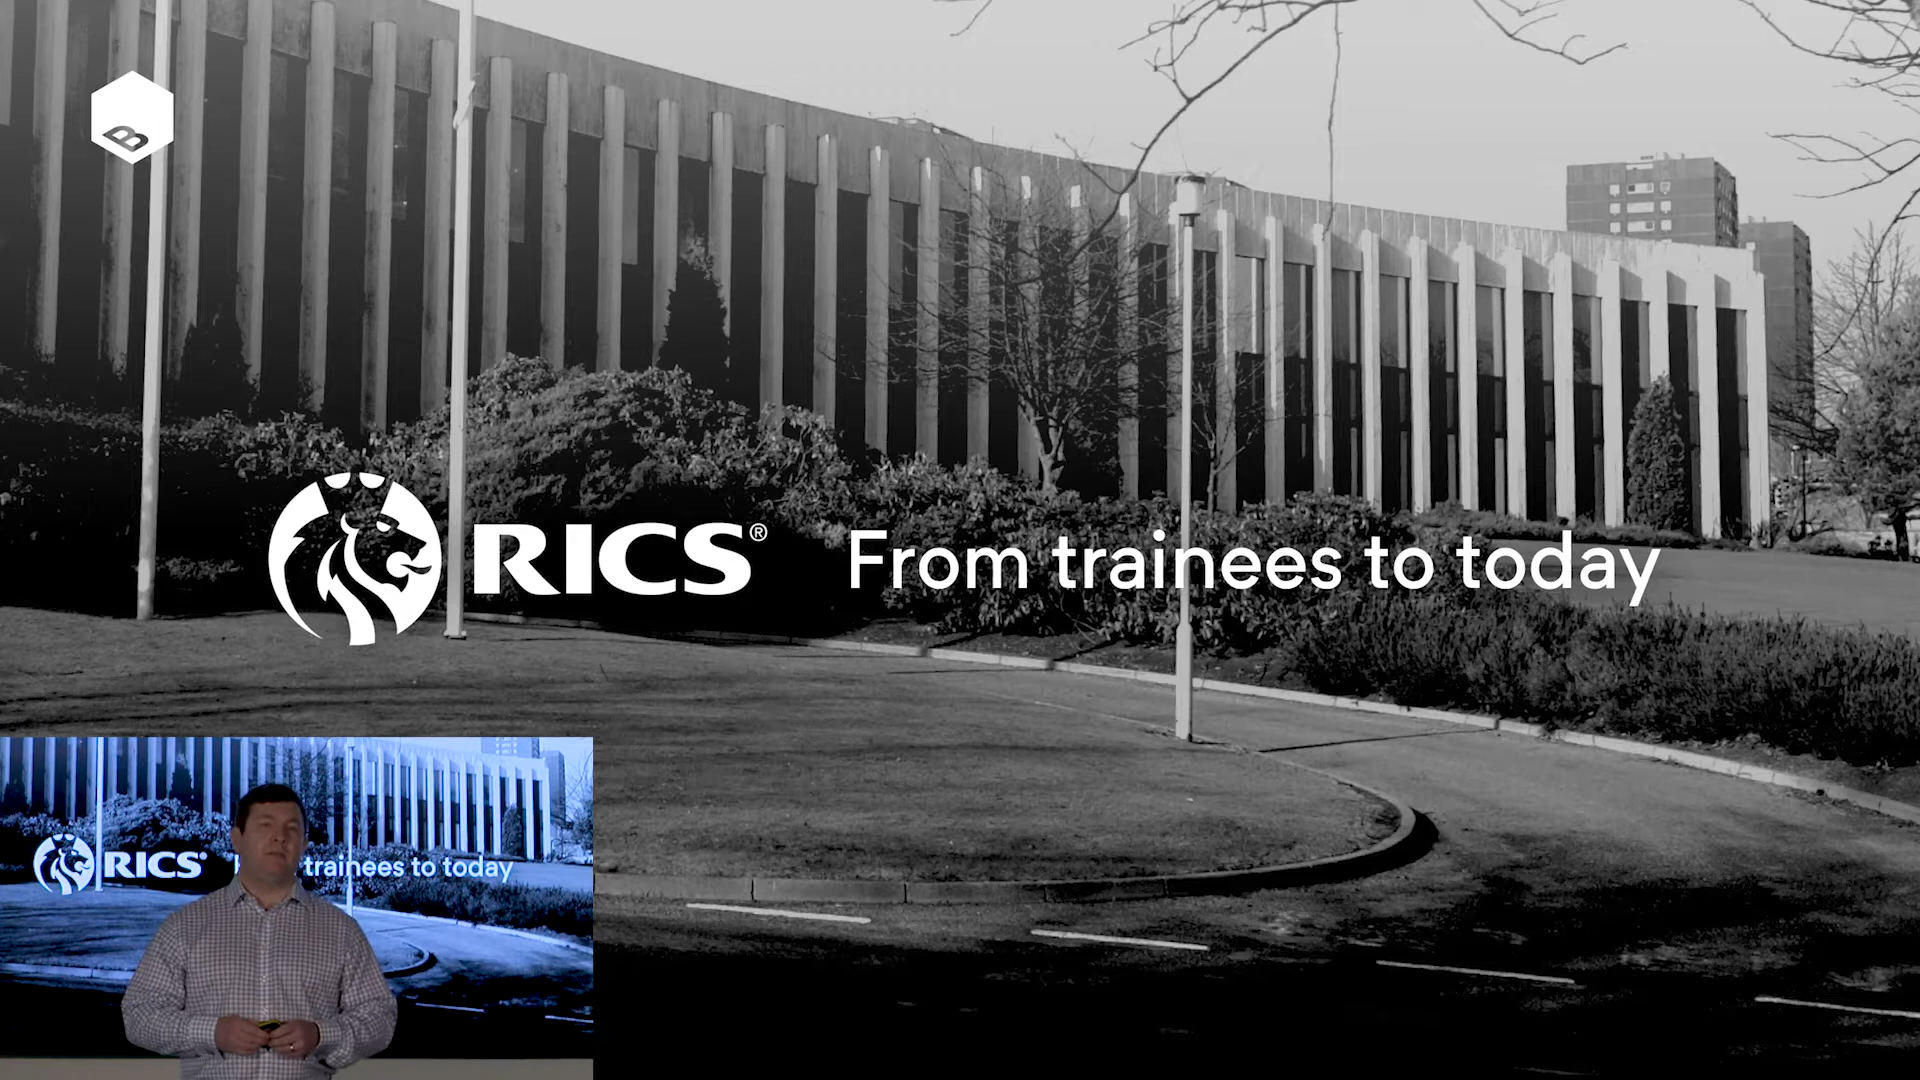 B
RICS® From trainees to today
RICS® trainees to today